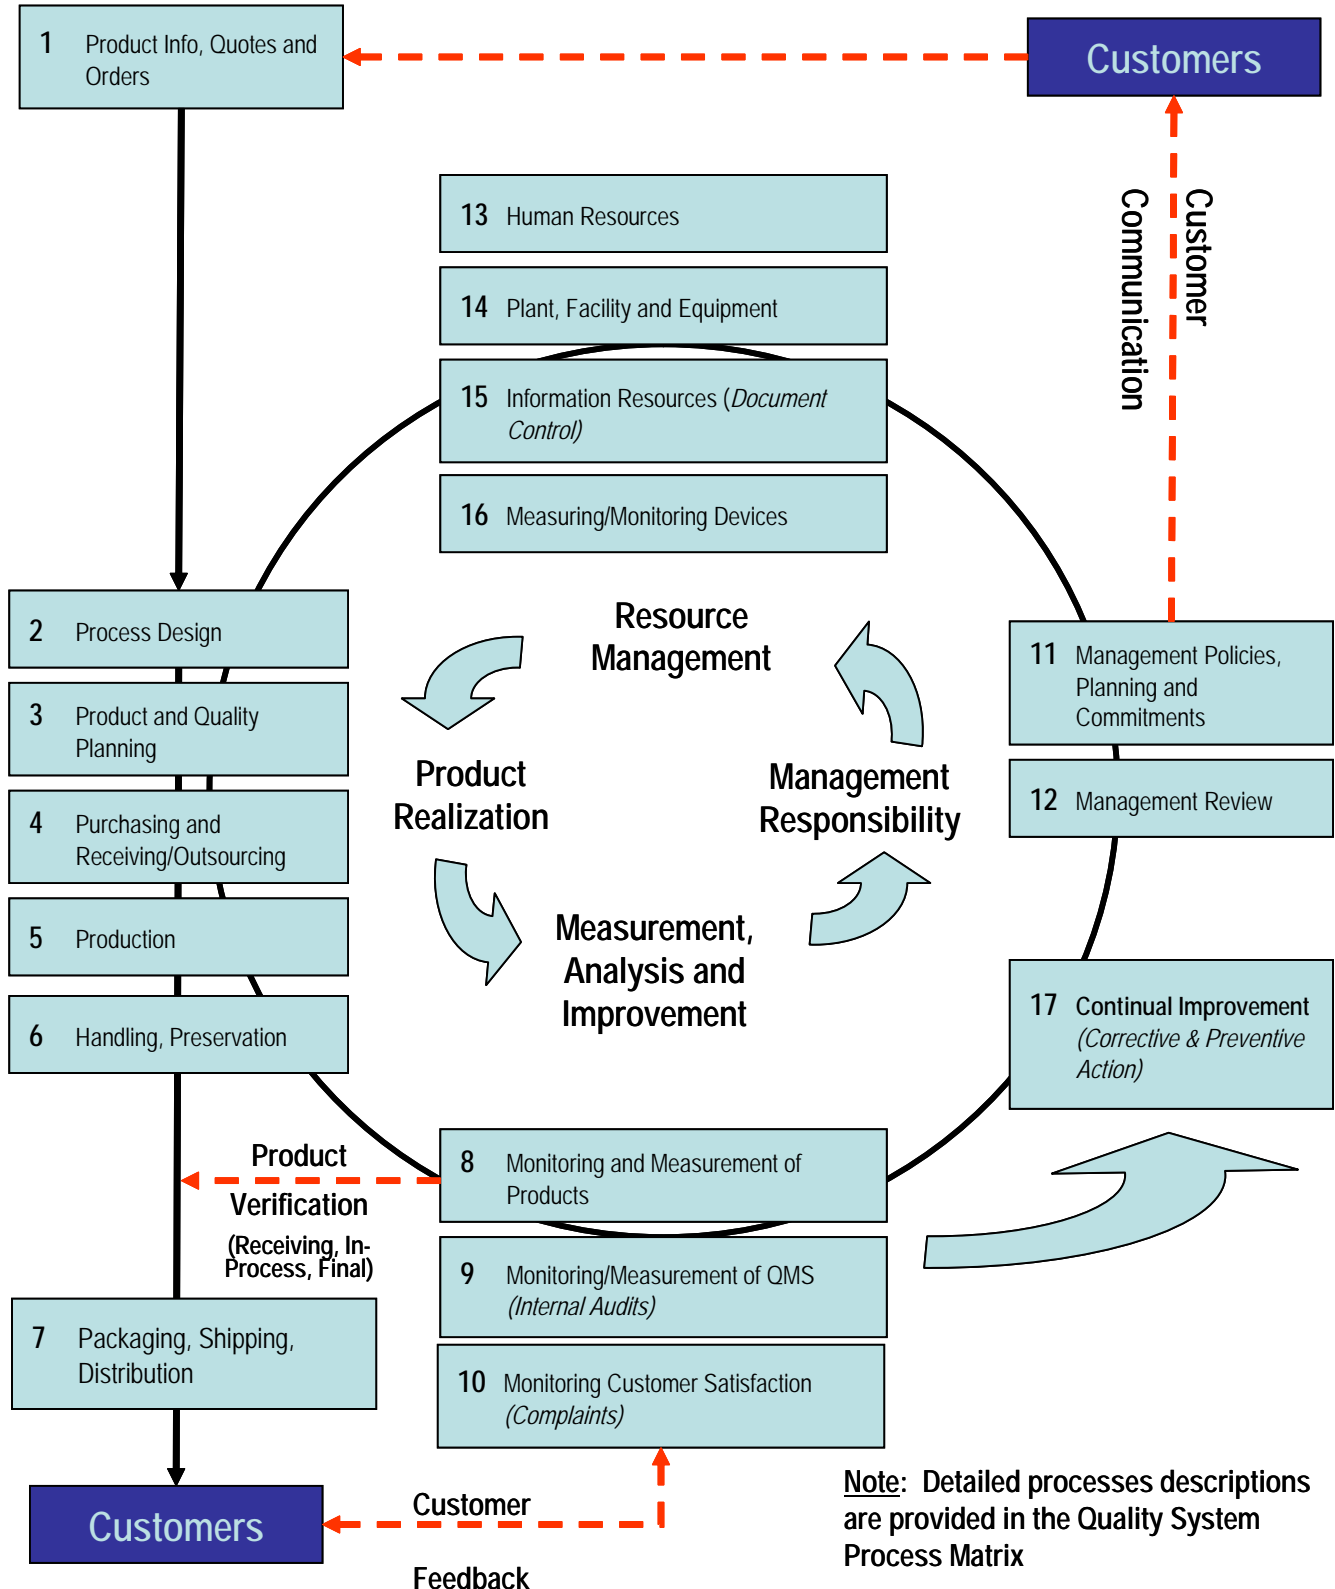 1 Product Info, Quotes and
Orders
Customers
Customer
Communication
13 Human Resources
14 Plant, Facility and Equipment
15 Information Resources (Document
Control)
16 Measuring/Monitoring Devices
2 Process Design
3 Product and Quality
Planning
4 Purchasing and
Receiving/Outsourcing
5 Production
6 Handling, Preservation
Resource
Management
Product
Realization
Management
Responsibility
Measurement,
Analysis and
Improvement
11 Management Policies,
Planning and
Commitments
12 Management Review
17 Continual Improvement
(Corrective & Preventive
Action)
Product
Verification
(Receiving, In-
Process, Final)
8 Monitoring and Measurement of
Products
9 Monitoring/Measurement of QMS
(Internal Audits)
10 Monitoring Customer Satisfaction
(Complaints)
7 Packaging, Shipping,
Distribution
Customers
Customer
Feedback
Note: Detailed processes descriptions
are provided in the Quality System
Process Matrix